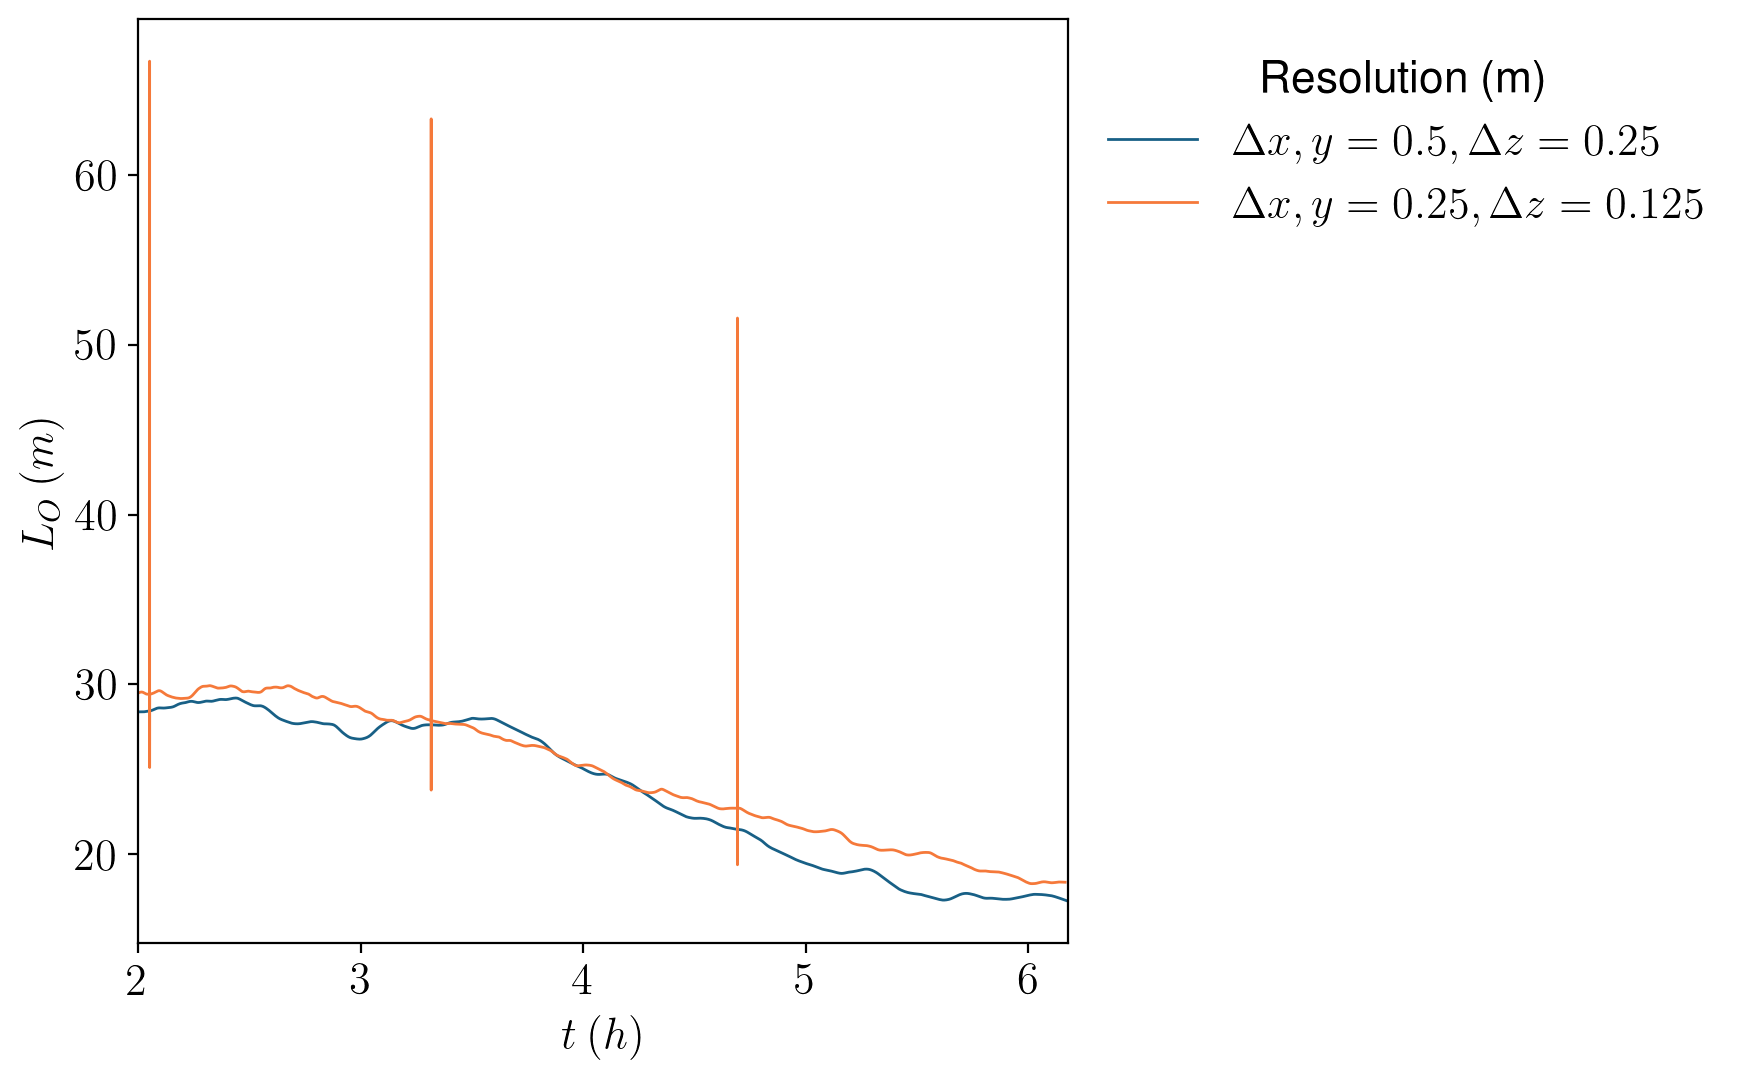 60
50
40
30
20
L_O (m)
2 3 4 5 6
t (h)
Resolution (m)
Δx, y = 0.5, Δz = 0.25
Δx, y = 0.25, Δz = 0.125